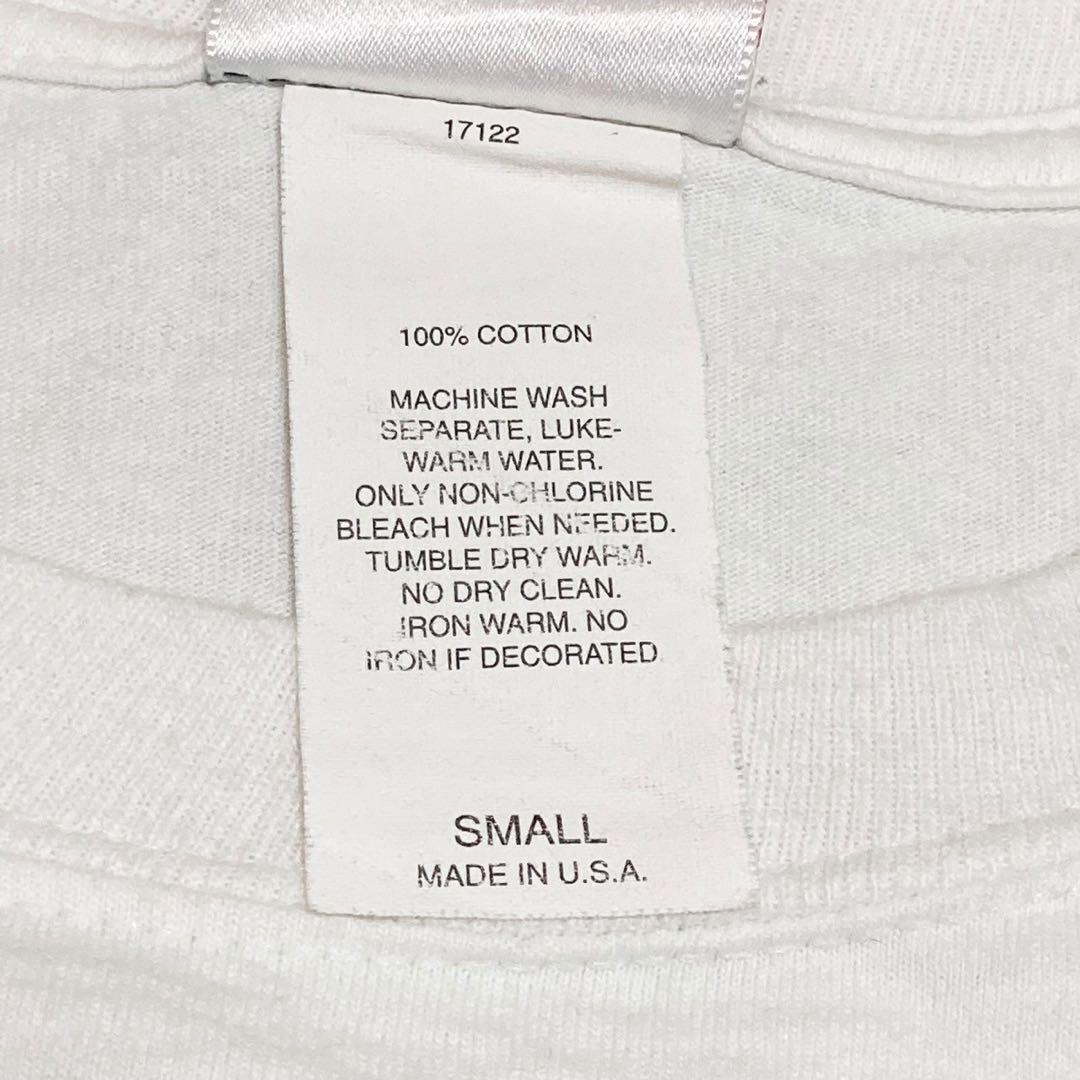 17122
100% COTTON
MACHINE WASH
SEPARATE, LUKE-
WARM WATER.
ONLY NON-CHLORINE
BLEACH WHEN NEEDED.
TUMBLE DRY WARM.
NO DRY CLEAN.
IRON WARM. NO
IRON IF DECORATED
SMALL
MADE IN U.S.A.